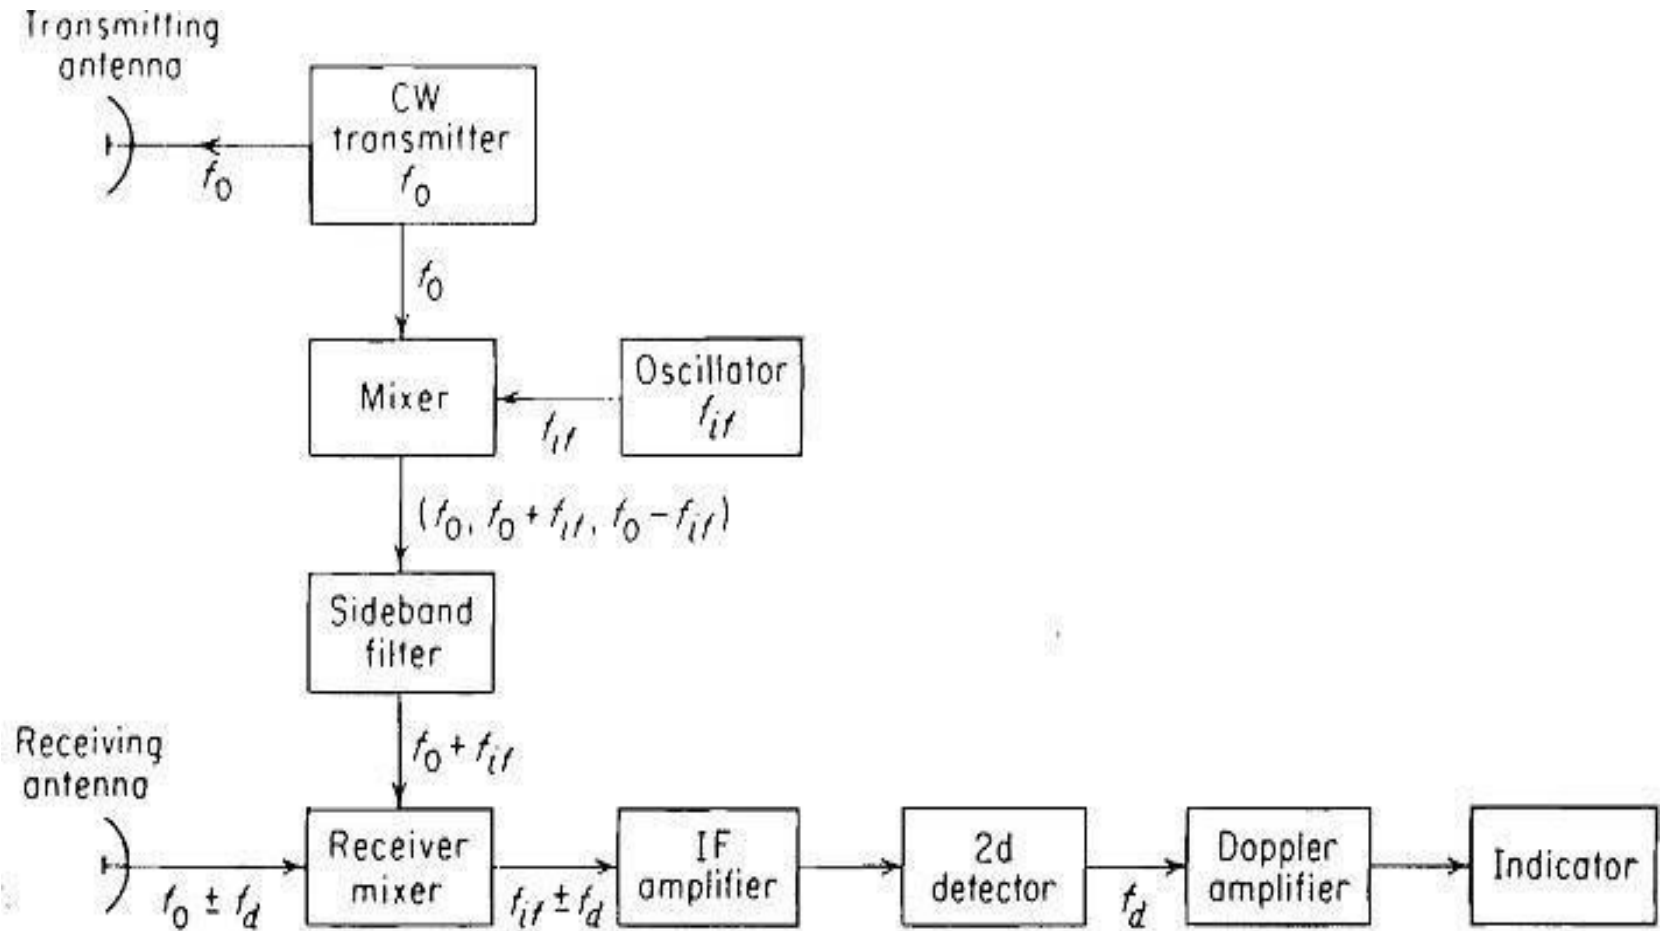 Transmitting
antenna
CW
transmitter
f0
f0
f0
Mixer
Oscillator
fif
fif
(f0, f0 + fif, f0 − fif)
Sideband
filter
f0 + fif
Receiving
antenna
Receiver
mixer
IF
amplifier
2d
detector
Doppler
amplifier
Indicator
f0 ± fd
fif ± fd
fd